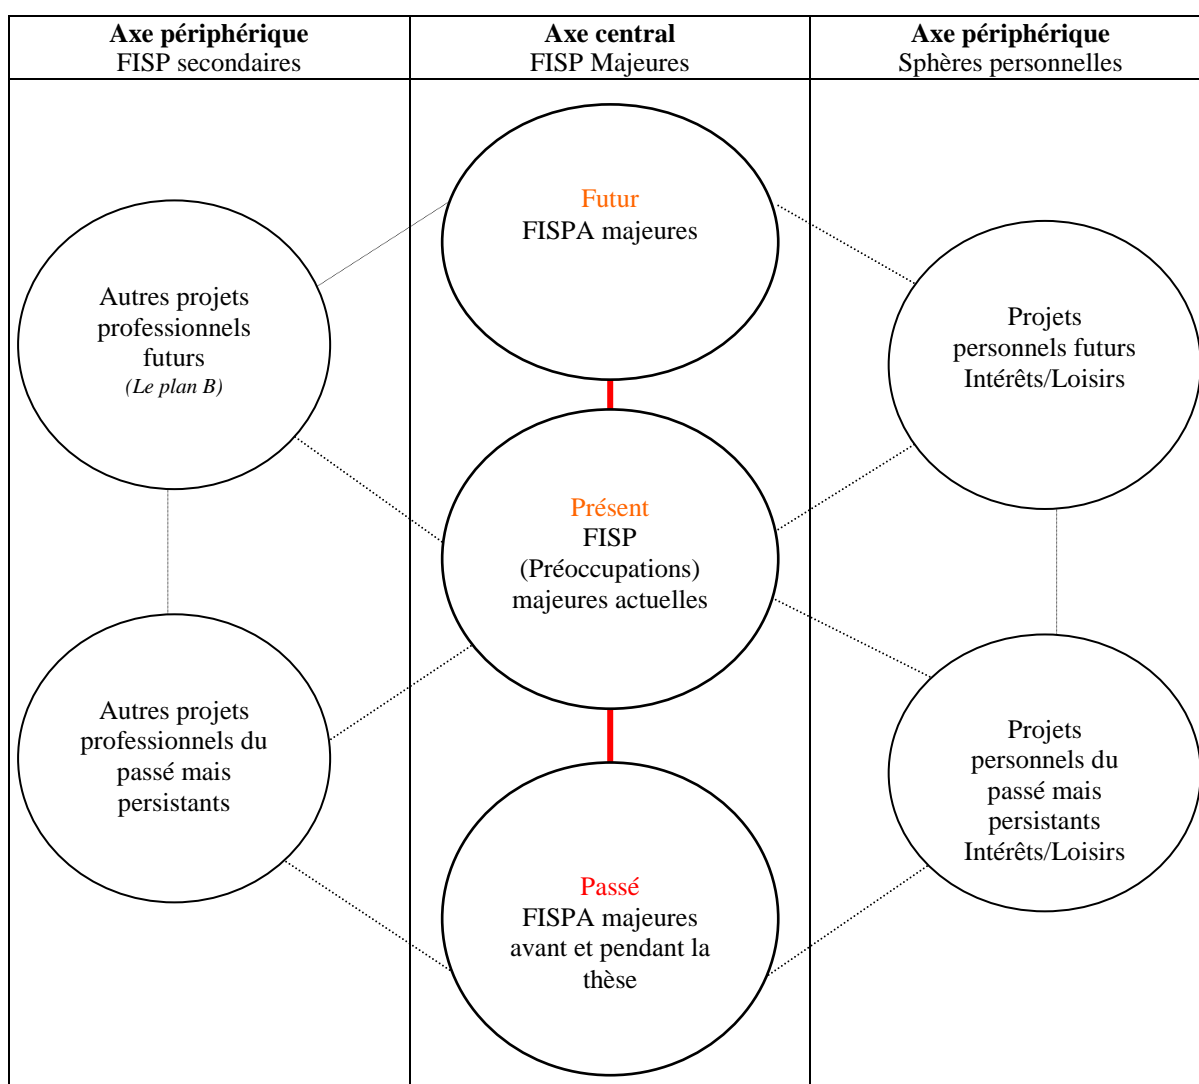 Axe périphérique
FISP secondaires
Axe central
FISP Majeures
Axe périphérique
Sphères personnelles
Futur
FISPA majeures
Autres projets
professionnels
futurs
(Le plan B)
Projets
personnels futurs
Intérêts/Loisirs
Présent
FISP
(Préoccupations)
majeures actuelles
Autres projets
professionnels du
passé mais
persistants
Projets
personnels du
passé mais
persistants
Intérêts/Loisirs
Passé
FISPA majeures
avant et pendant la
thèse